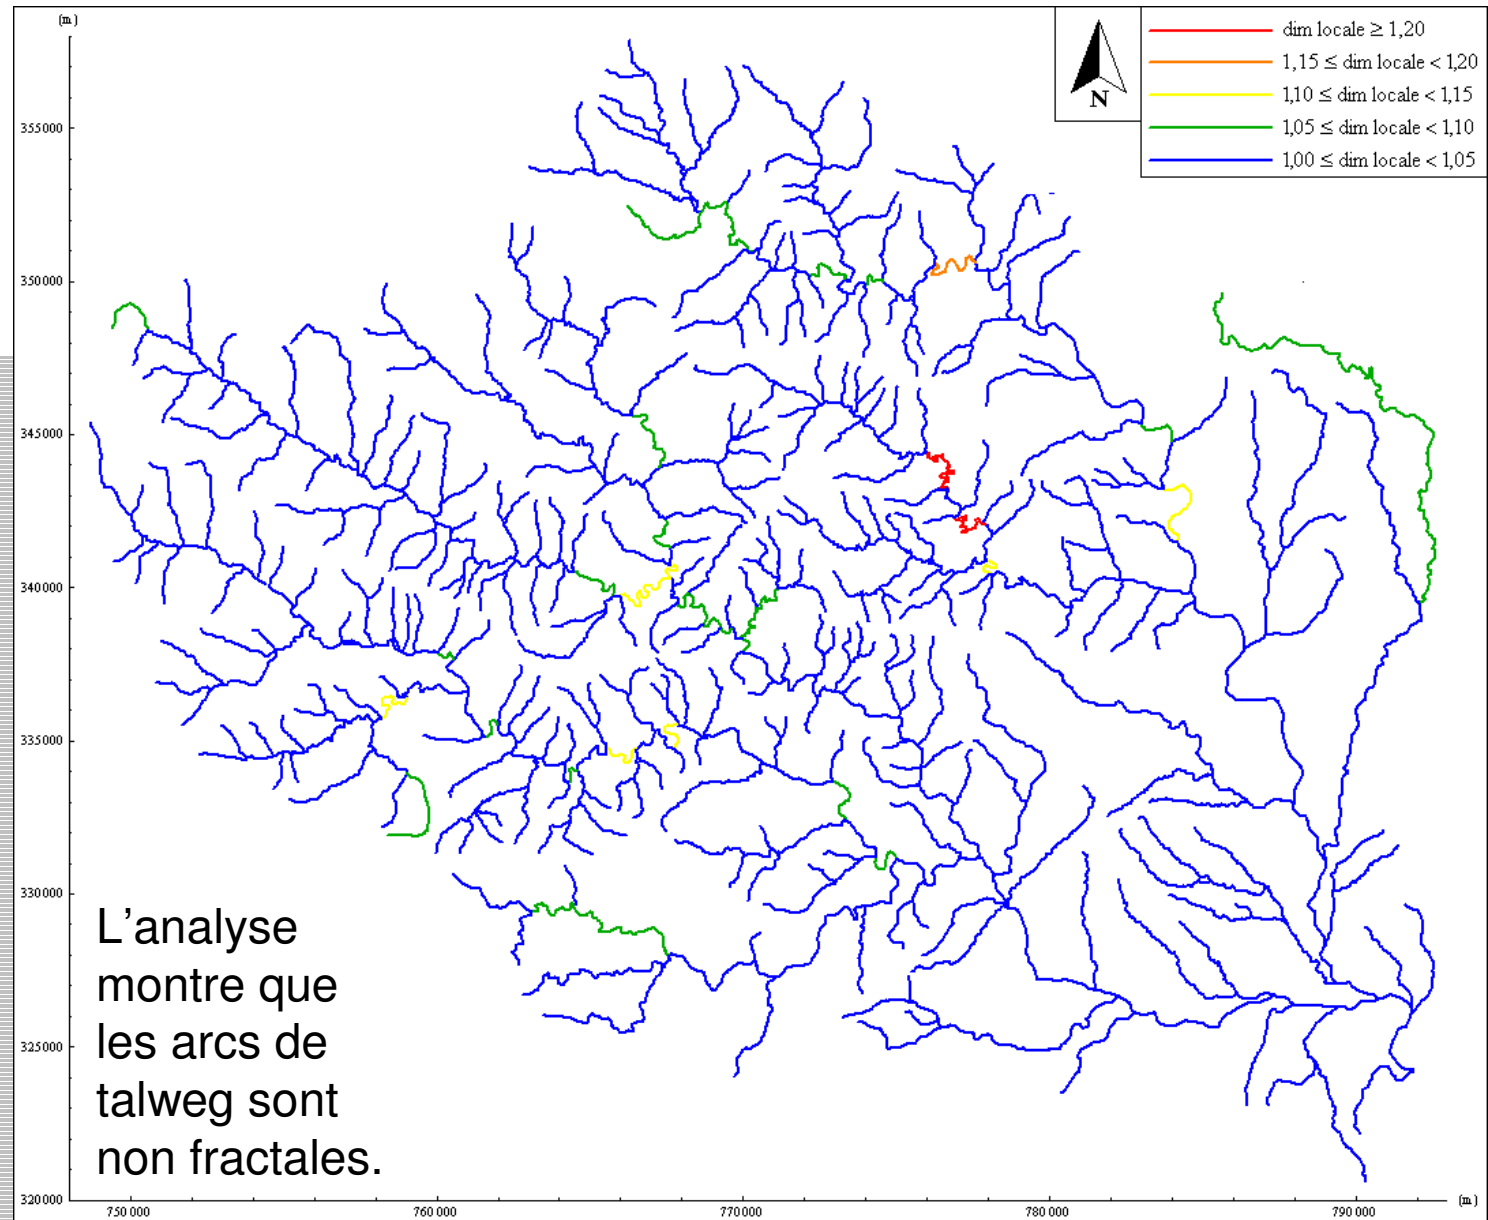 (m)
N
dim locale ≥ 1,20
1,15 ≤ dim locale < 1,20
1,10 ≤ dim locale < 1,15
1,05 ≤ dim locale < 1,10
1,00 ≤ dim locale < 1,05
355000
350000
345000
340000
335000
330000
325000
320000
L'analyse
montre que
les arcs de
talweg sont
non fractales.
750 000 760 000 770 000 780 000 790 000 (m)